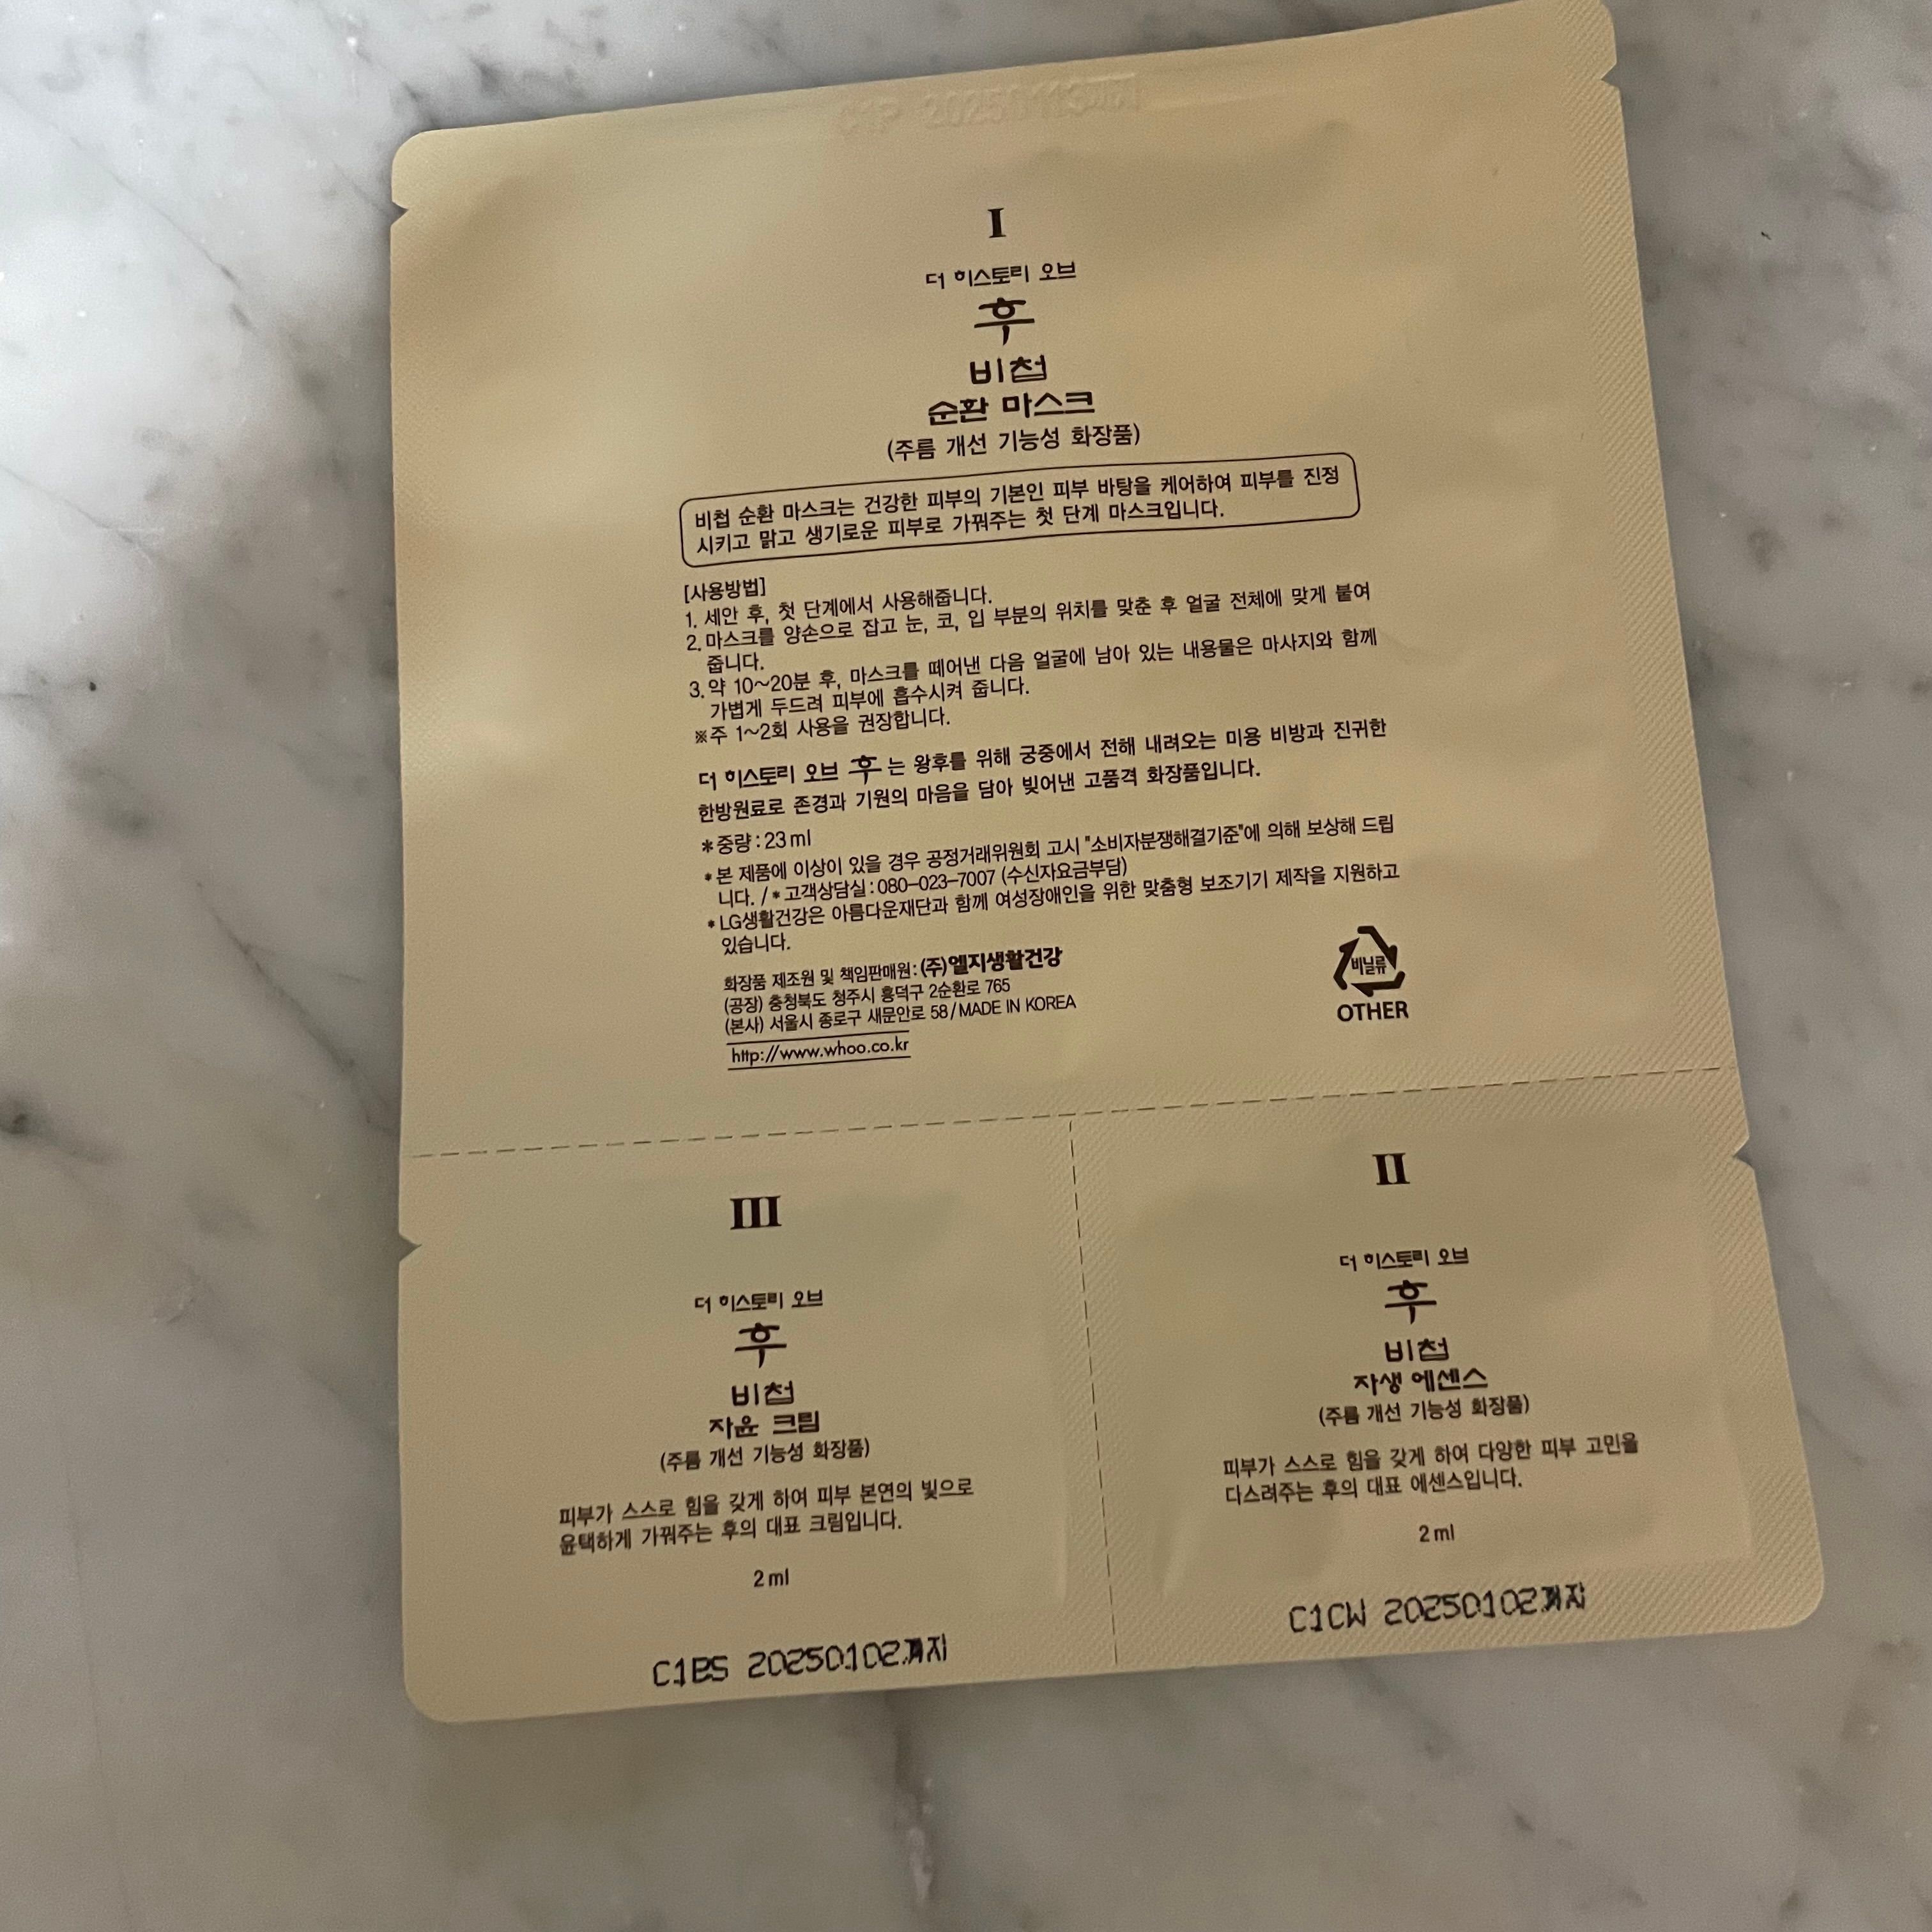 C1P 20250113까지
I
더 히스토리 오브
후
비첩
순환 마스크
(주름 개선 기능성 화장품)
비첩 순환 마스크는 건강한 피부의 기본인 피부 바탕을 케어하여 피부를 진정
시키고 맑고 생기로운 피부로 가꿔주는 첫 단계 마스크입니다.
[사용방법]
1. 세안 후, 첫 단계에서 사용해줍니다.
2. 마스크를 양손으로 잡고 눈, 코, 입 부분의 위치를 맞춘 후 얼굴 전체에 맞게 붙여
줍니다.
3. 약 10~20분 후, 마스크를 떼어낸 다음 얼굴에 남아 있는 내용물은 마사지와 함께
가볍게 두드려 피부에 흡수시켜 줍니다.
※주 1~2회 사용을 권장합니다.
더 히스토리 오브 후 는 왕후를 위해 궁중에서 전해 내려오는 미용 비방과 진귀한
한방원료로 존경과 기원의 마음을 담아 빚어낸 고품격 화장품입니다.
*중량 : 23 ml
*본 제품에 이상이 있을 경우 공정거래위원회 고시 "소비자분쟁해결기준"에 의해 보상해 드립
니다. / *고객상담실 : 080-023-7007 (수신자요금부담)
*LG생활건강은 아름다운재단과 함께 여성장애인을 위한 맞춤형 보조기기 제작을 지원하고
있습니다.
화장품 제조원 및 책임판매원 : (주)엘지생활건강
(공장) 충청북도 청주시 흥덕구 2순환로 765
(본사) 서울시 종로구 새문안로 58 / MADE IN KOREA
http://www.whoo.co.kr
비닐류
OTHER
III
더 히스토리 오브
후
비첩
자윤 크림
(주름 개선 기능성 화장품)
피부가 스스로 힘을 갖게 하여 피부 본연의 빛으로
윤택하게 가꿔주는 후의 대표 크림입니다.
2 ml
C1BS 20250102까지
II
더 히스토리 오브
후
비첩
자생 에센스
(주름 개선 기능성 화장품)
피부가 스스로 힘을 갖게 하여 다양한 피부 고민을
다스려주는 후의 대표 에센스입니다.
2 ml
C1CW 20250102까지